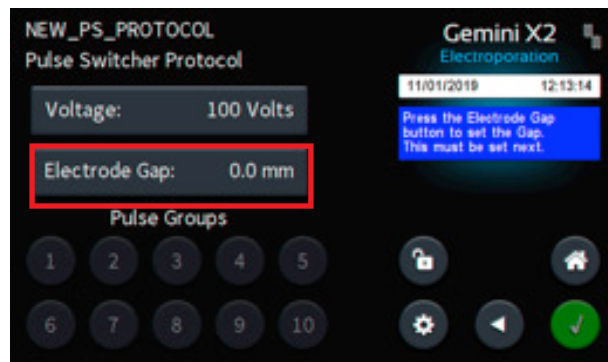 NEW_PS_PROTOCOL
Pulse Switcher Protocol
Voltage: 100 Volts
Electrode Gap: 0.0 mm
Pulse Groups
1 2 3 4 5
6 7 8 9 10
Gemini X2
Electroporation
11/01/2019 12:13:14
Press the Electrode Gap
button to set the Gap.
This must be set next.